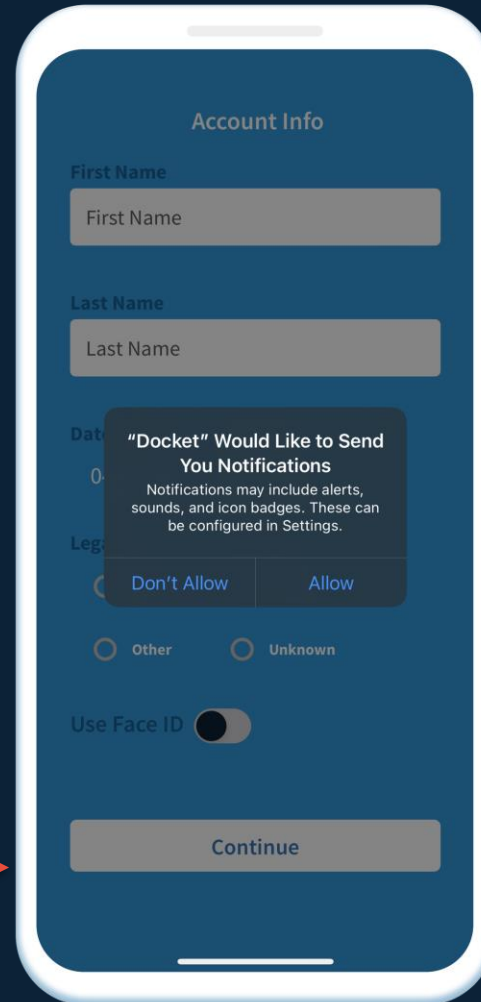 Account Info
First Name
First Name
Last Name
Last Name
“Docket” Would Like to Send
You Notifications
Notifications may include alerts,
sounds, and icon badges. These can
be configured in Settings.
Don't Allow Allow
Other Unknown
Use Face ID
Continue